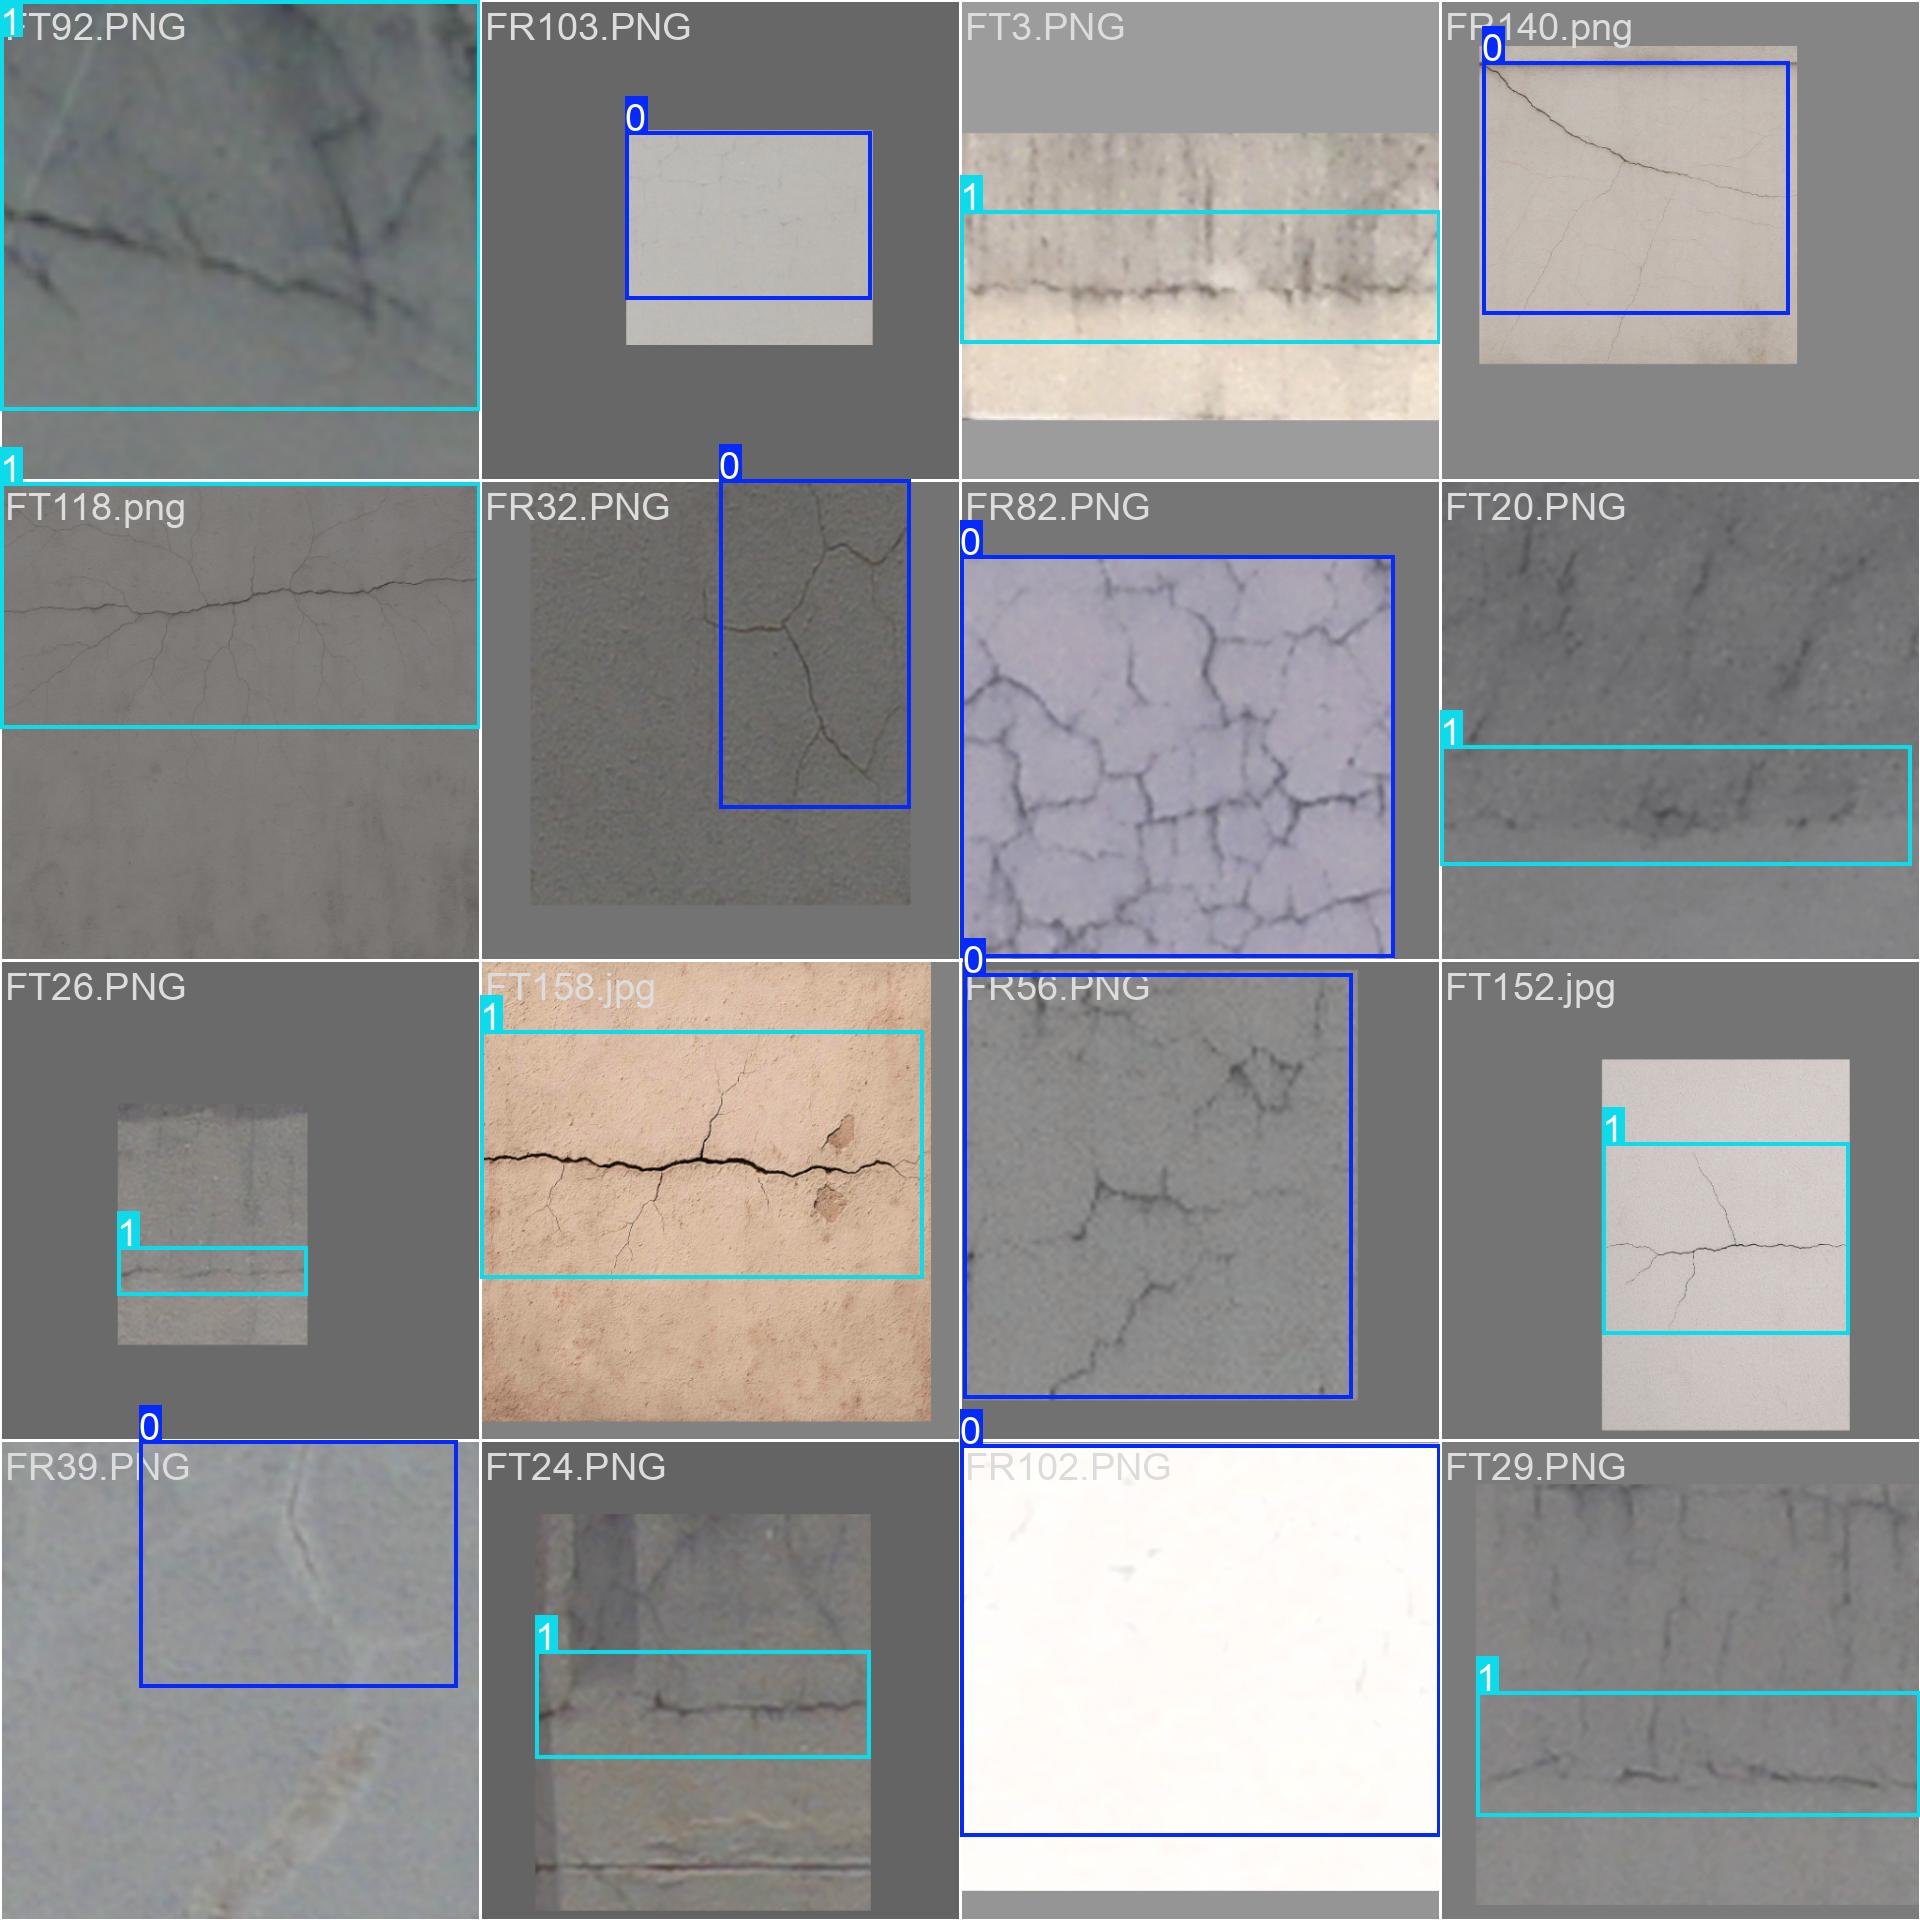 1
FT92.PNG
FR103.PNG
0
FT3.PNG
1
FR140.png
0
1
FT118.png
FR32.PNG
0
FR82.PNG
0
FT20.PNG
1
FT26.PNG
1
FT158.jpg
1
0
FR56.PNG
FT152.jpg
1
0
FR39.PNG
FT24.PNG
1
0
FR102.PNG
FT29.PNG
1